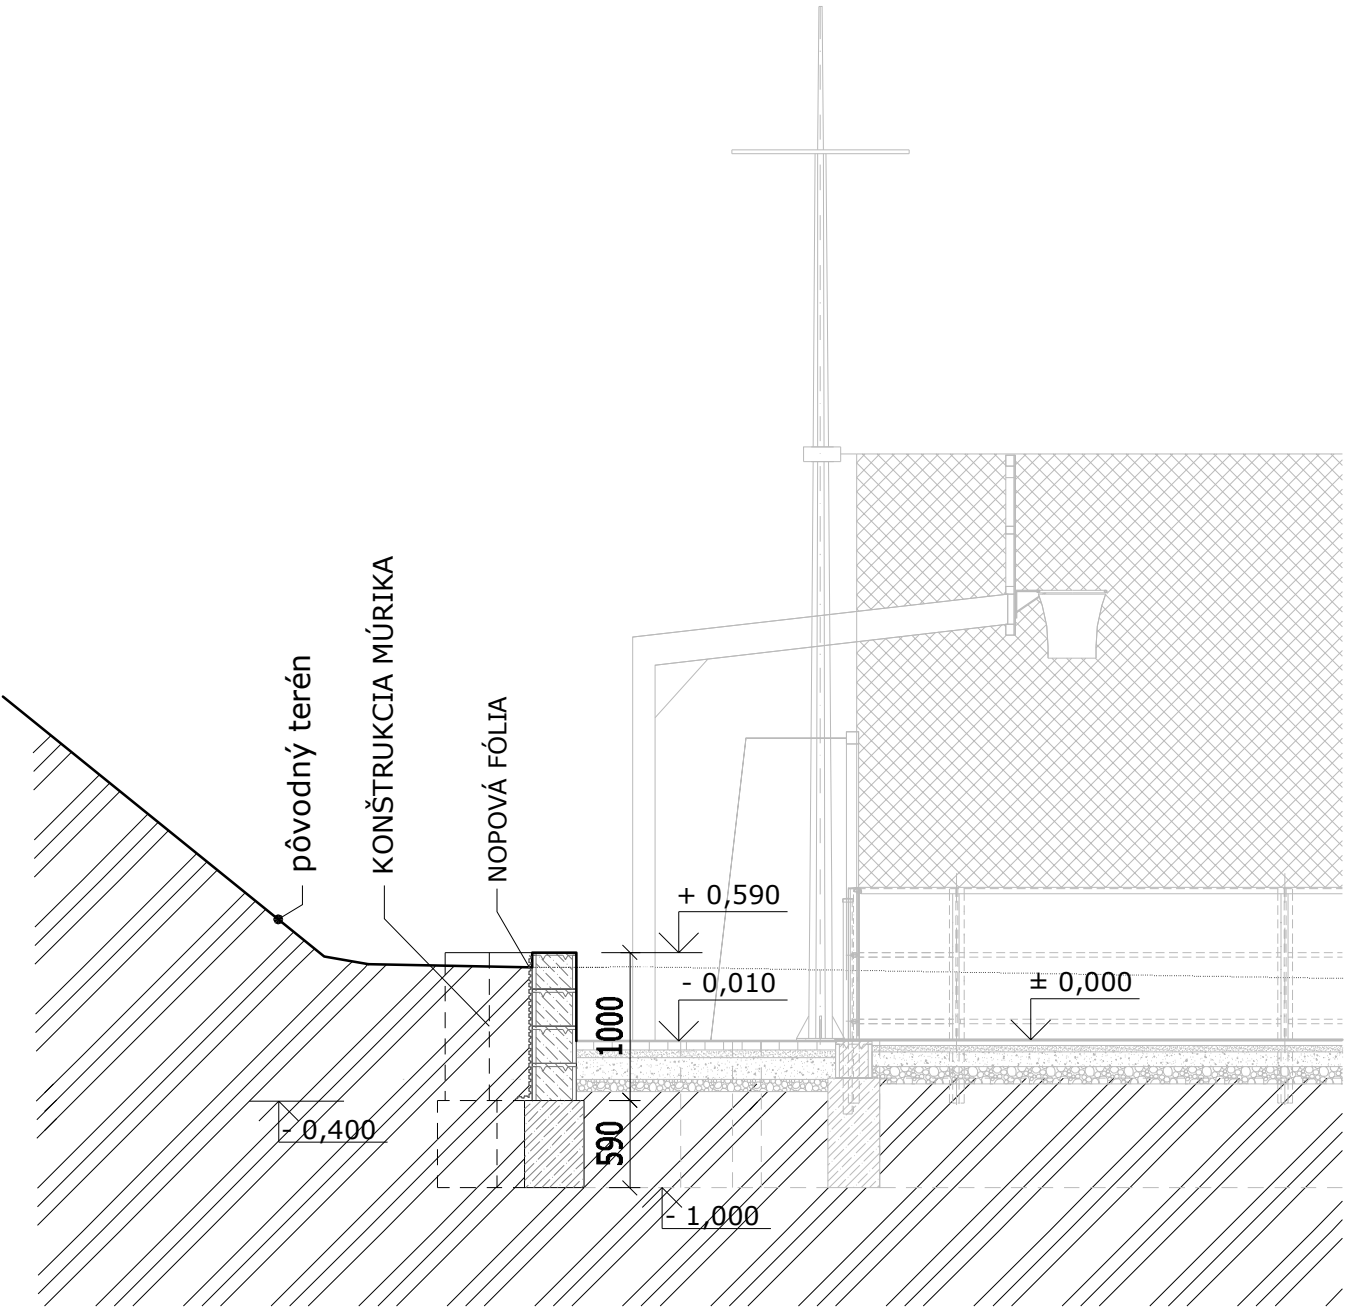 pôvodný terén
KONŠTRUKCIA MÚRIKA
NOPOVÁ FÓLIA
+ 0,590
- 0,010
± 0,000
1000
- 0,400
590
- 1,000